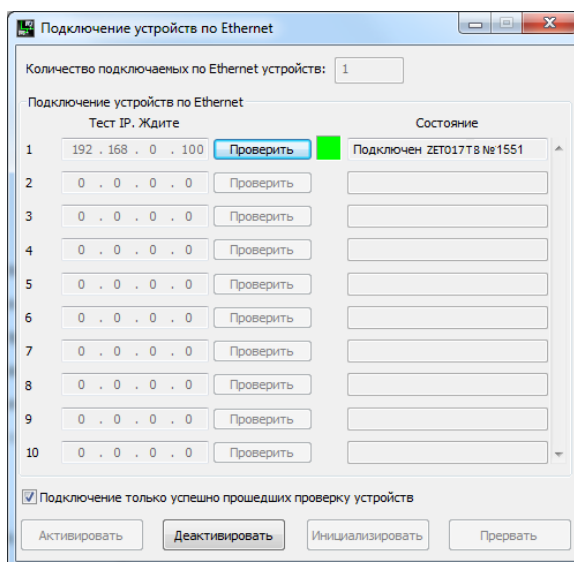 Подключение устройств по Ethernet
Количество подключаемых по Ethernet устройств: 1
Подключение устройств по Ethernet
Тест IP. Ждите Состояние
1 192 . 168 . 0 . 100 Проверить Подключен ZET017TB №1551
2 0 . 0 . 0 . 0 Проверить
3 0 . 0 . 0 . 0 Проверить
4 0 . 0 . 0 . 0 Проверить
5 0 . 0 . 0 . 0 Проверить
6 0 . 0 . 0 . 0 Проверить
7 0 . 0 . 0 . 0 Проверить
8 0 . 0 . 0 . 0 Проверить
9 0 . 0 . 0 . 0 Проверить
10 0 . 0 . 0 . 0 Проверить
Подключение только успешно прошедших проверку устройств
Активировать Деактивировать Инициализировать Прервать